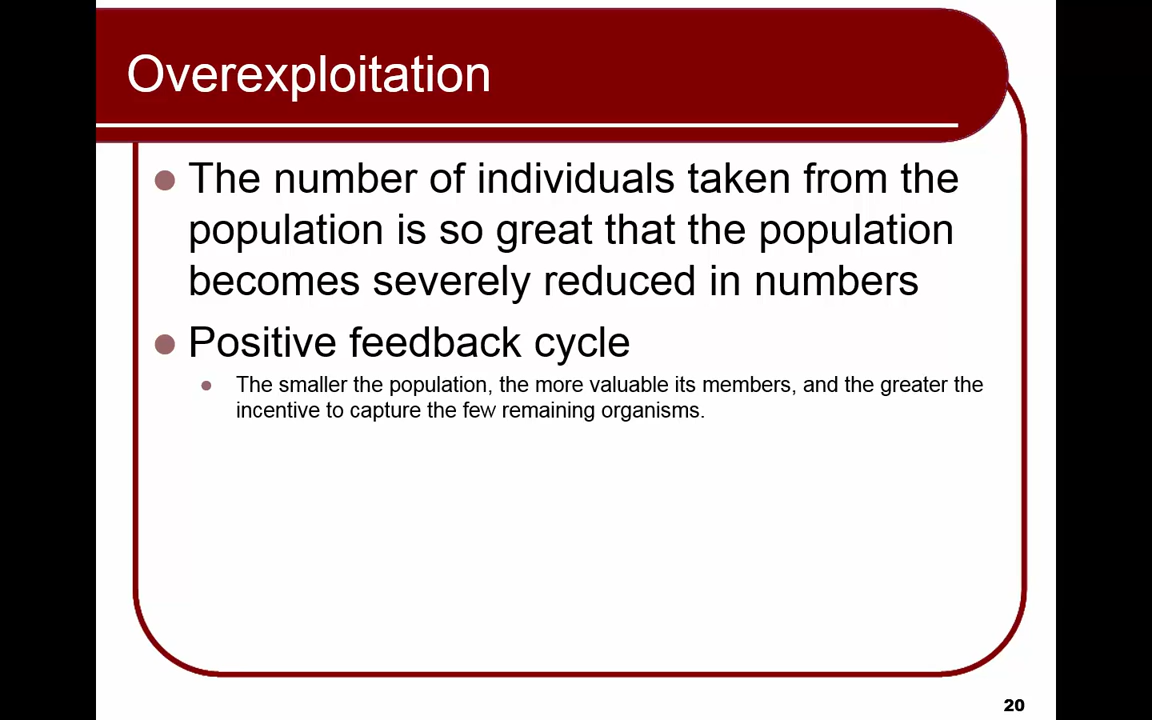 Overexploitation
The number of individuals taken from the
population is so great that the population
becomes severely reduced in numbers
Positive feedback cycle
The smaller the population, the more valuable its members, and the greater the
incentive to capture the few remaining organisms.
20